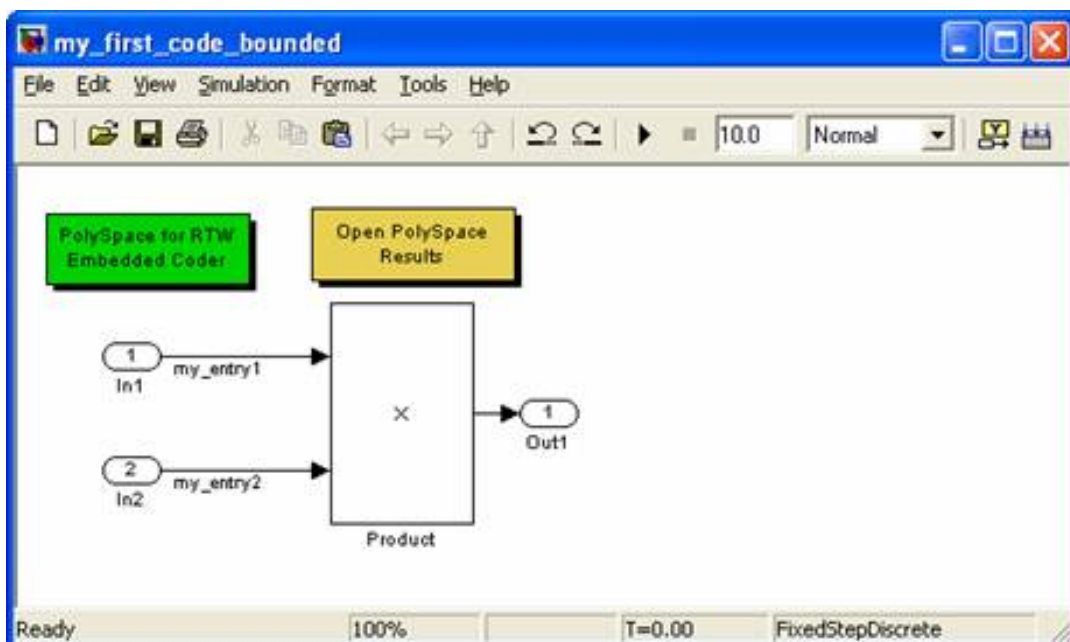 my_first_code_bounded
File Edit View Simulation Format Tools Help
10.0 Normal
PolySpace for RTW
Embedded Coder
Open PolySpace
Results
1
my_entry1
In1
×
1
Out1
2
my_entry2
In2
Product
Ready 100% T=0.00 FixedStepDiscrete